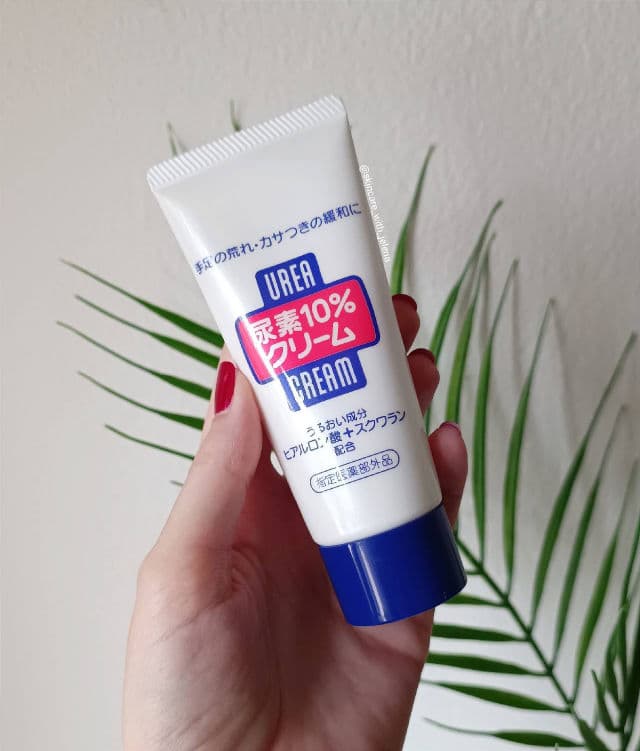 手足の荒れ・カサつきの緩和に
UREA
尿素10%
クリーム
CREAM
うるおい成分
ヒアルロン酸+スクワラン
配合
指定医薬部外品
@skincare_with_jelena